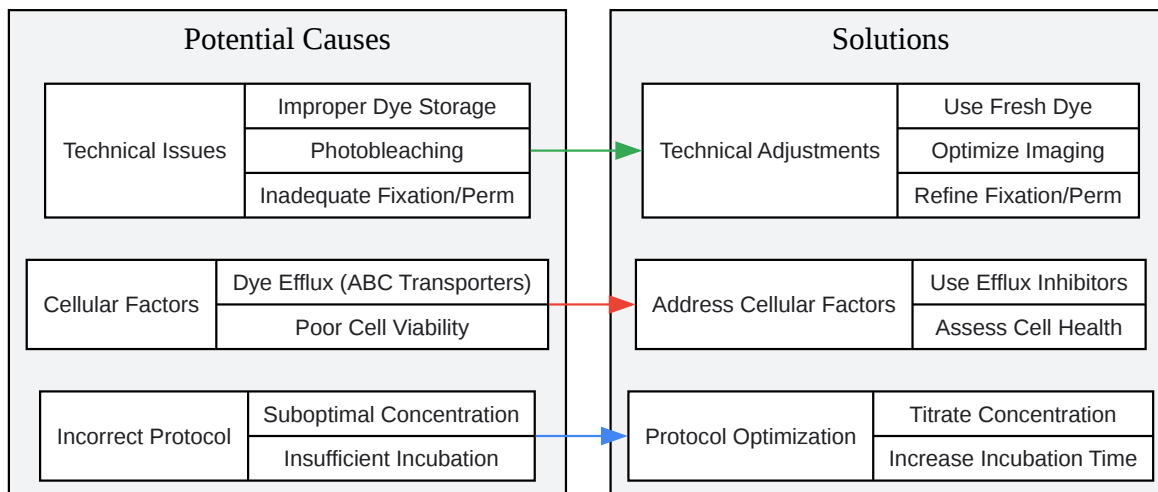 Potential Causes
Technical Issues
Improper Dye Storage
Photobleaching
Inadequate Fixation/Perm
Cellular Factors
Dye Efflux (ABC Transporters)
Poor Cell Viability
Incorrect Protocol
Suboptimal Concentration
Insufficient Incubation
Solutions
Technical Adjustments
Use Fresh Dye
Optimize Imaging
Refine Fixation/Perm
Address Cellular Factors
Use Efflux Inhibitors
Assess Cell Health
Protocol Optimization
Titrate Concentration
Increase Incubation Time